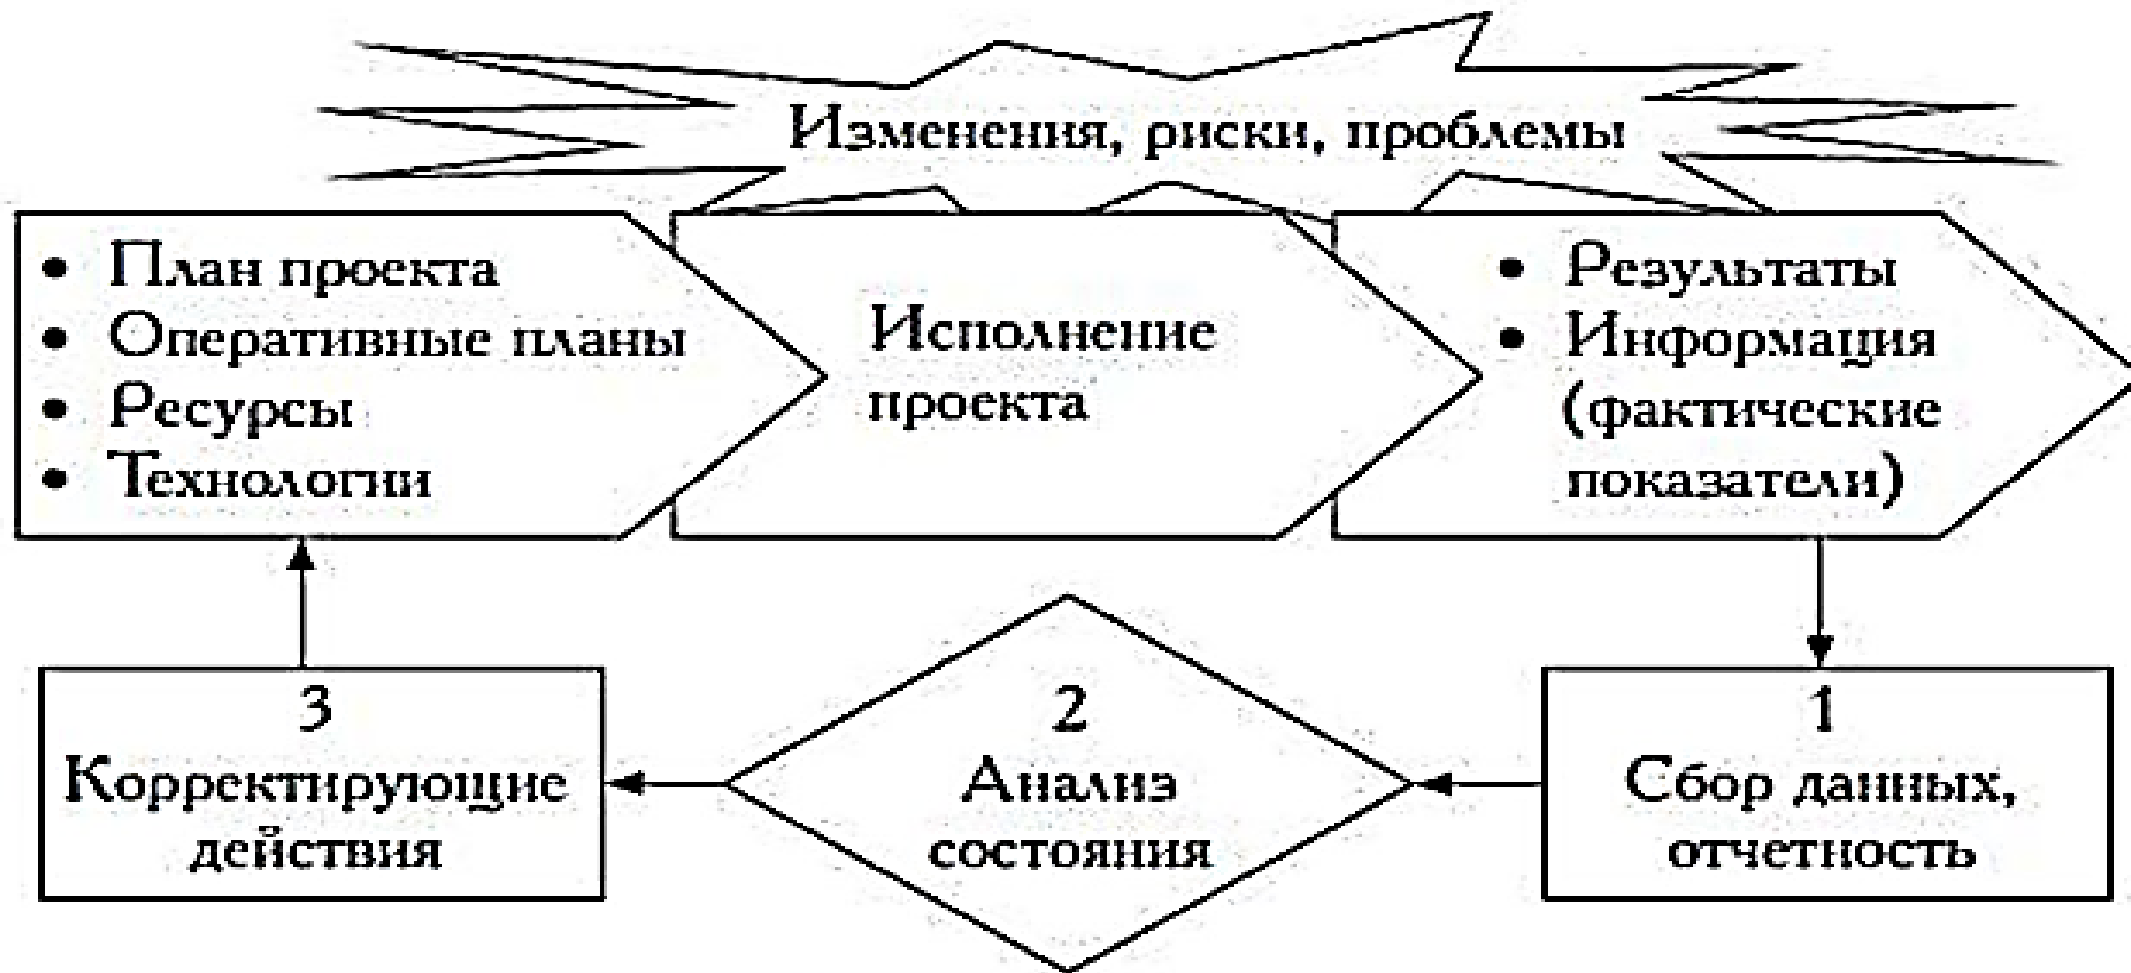 Изменения, риски, проблемы
• План проекта
• Оперативные планы
• Ресурсы
• Технологии
Исполнение
проекта
• Результаты
• Информация
(фактические
показатели)
3
Корректирующие
действия
2
Анализ
состояния
1
Сбор данных,
отчетность